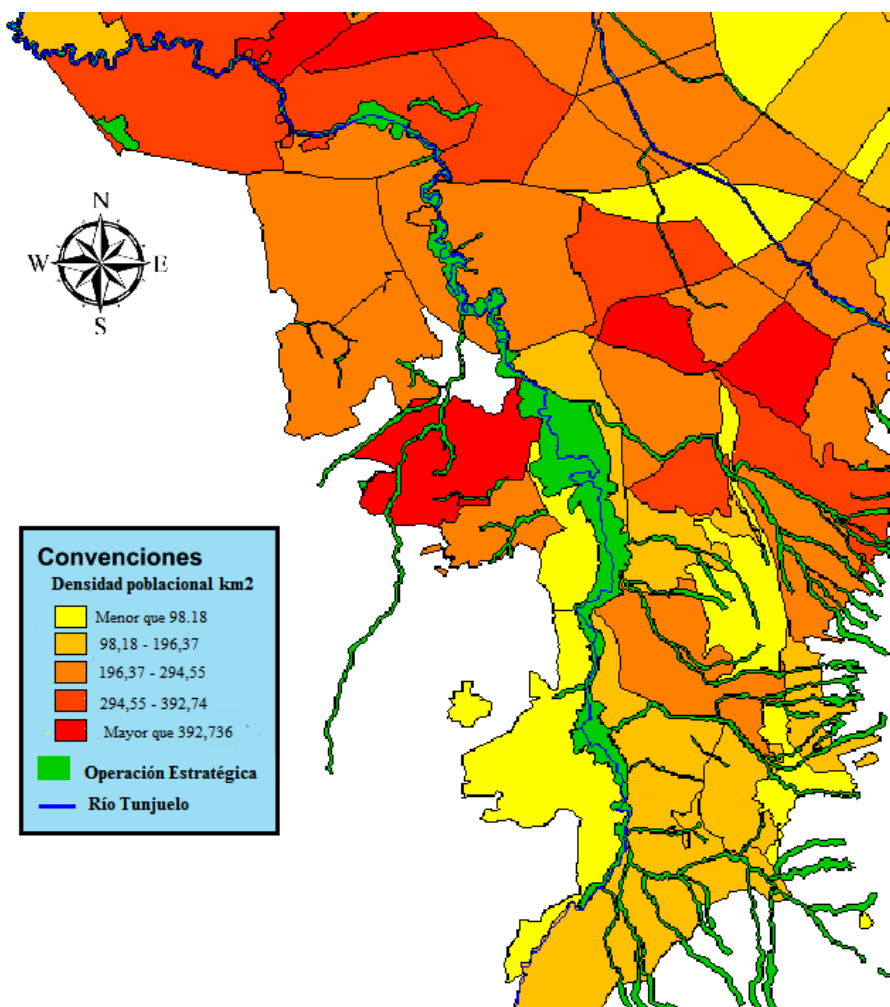 N
W E
S
Convenciones
Densidad poblacional km2
Menor que 98.18
98,18 - 196,37
196,37 - 294,55
294,55 - 392,74
Mayor que 392,736
Operación Estratégica
Río Tunjuelo